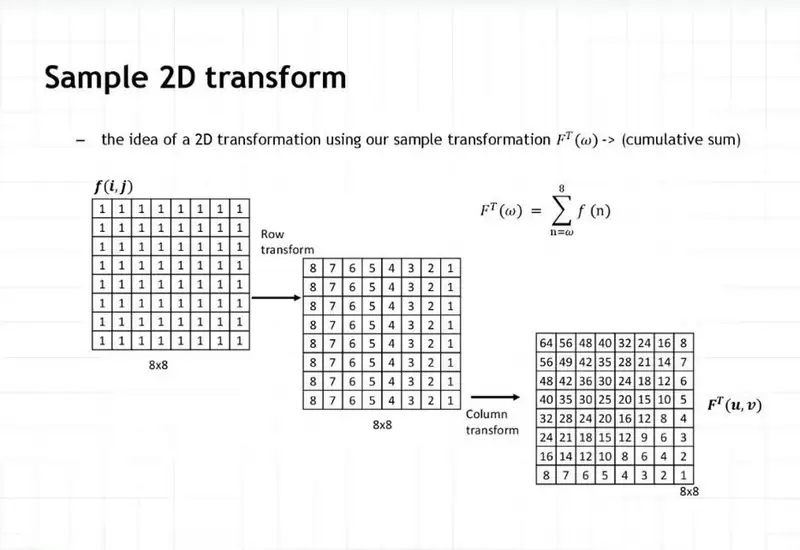 Sample 2D transform
– the idea of a 2D transformation using our sample transformation F^T(ω) -> (cumulative sum)
f(i,j)
F^T(ω) = ∑_{n=ω}^{8} f (n)
1 1 1 1 1 1 1 1
1 1 1 1 1 1 1 1
1 1 1 1 1 1 1 1
1 1 1 1 1 1 1 1
1 1 1 1 1 1 1 1
1 1 1 1 1 1 1 1
1 1 1 1 1 1 1 1
1 1 1 1 1 1 1 1
8x8
Row
transform
8 7 6 5 4 3 2 1
8 7 6 5 4 3 2 1
8 7 6 5 4 3 2 1
8 7 6 5 4 3 2 1
8 7 6 5 4 3 2 1
8 7 6 5 4 3 2 1
8 7 6 5 4 3 2 1
8 7 6 5 4 3 2 1
8x8
Column
transform
64 56 48 40 32 24 16 8
56 49 42 35 28 21 14 7
48 42 36 30 24 18 12 6
40 35 30 25 20 15 10 5
32 28 24 20 16 12 8 4
24 21 18 15 12 9 6 3
16 14 12 10 8 6 4 2
8 7 6 5 4 3 2 1
8x8
F^T(u,v)